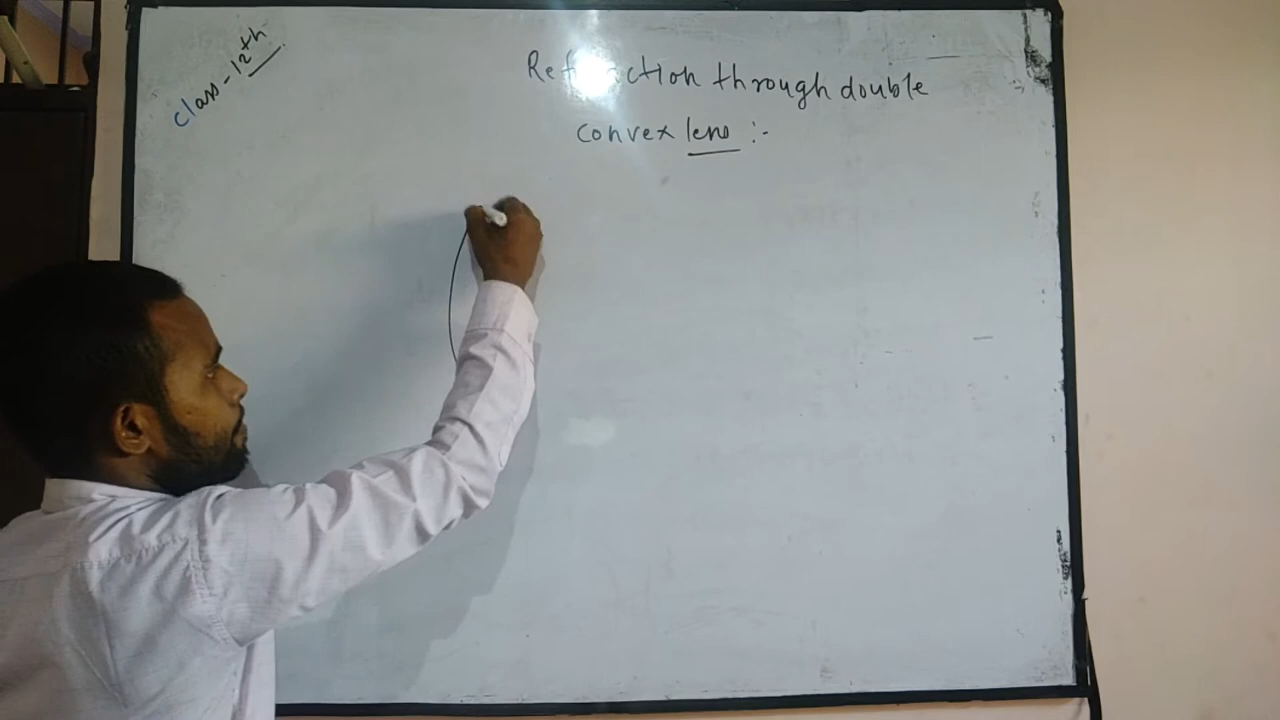 class-12th
Refraction through double
convex lens :-